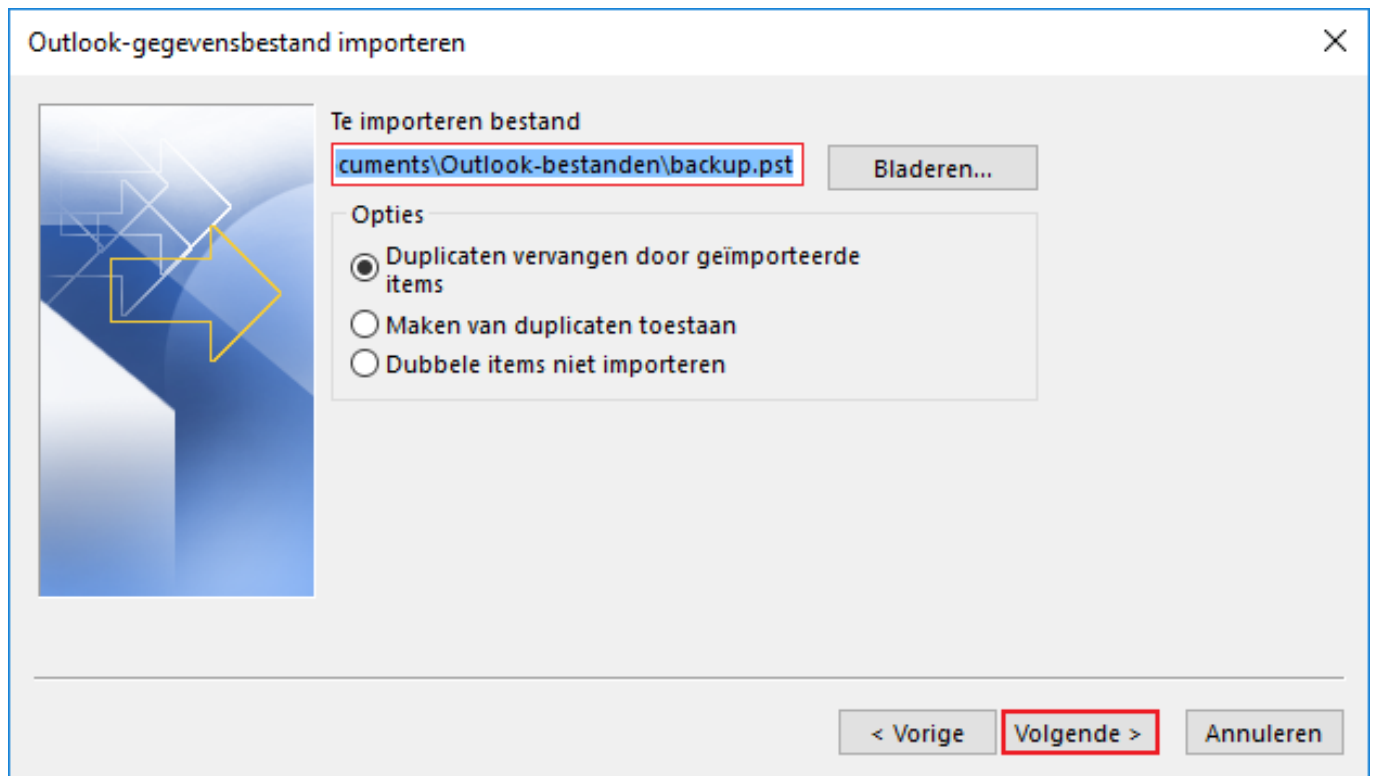 Outlook-gegevensbestand importeren
Te importeren bestand
cuments\Outlook-bestanden\backup.pst
Bladeren...
Opties
Duplicaten vervangen door geïmporteerde
items
Maken van duplicaten toestaan
Dubbele items niet importeren
< Vorige
Volgende >
Annuleren